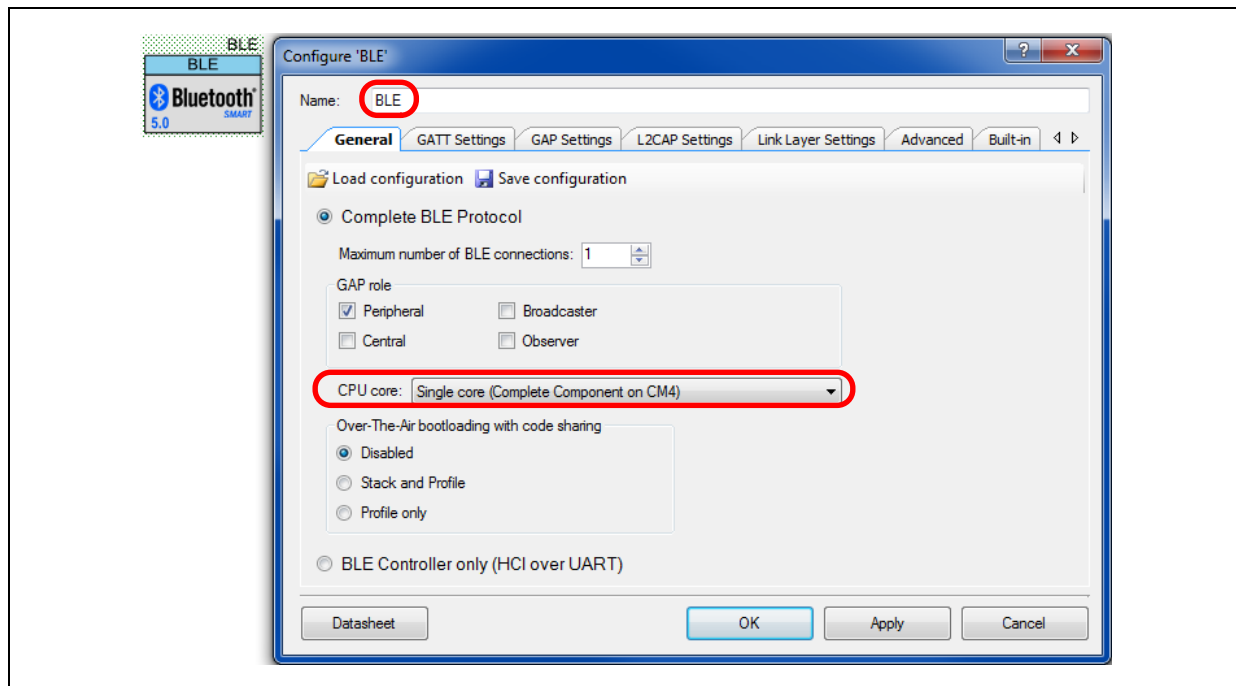 BLE
BLE
Bluetooth
SMART
5.0
Configure 'BLE'
Name: BLE
General GATT Settings GAP Settings L2CAP Settings Link Layer Settings Advanced Built-in
Load configuration Save configuration
Complete BLE Protocol
Maximum number of BLE connections: 1
GAP role
Peripheral Broadcaster
Central Observer
CPU core: Single core (Complete Component on CM4)
Over-The-Air bootloading with code sharing
Disabled
Stack and Profile
Profile only
BLE Controller only (HCI over UART)
Datasheet OK Apply Cancel